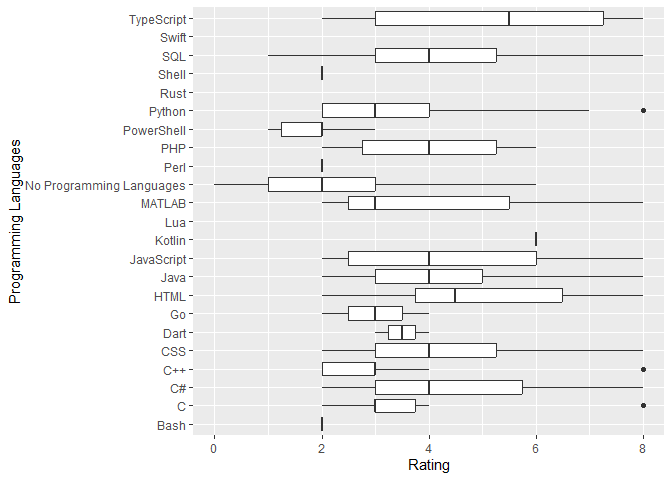 TypeScript
Swift
SQL
Shell
Rust
Python
PowerShell
PHP
Perl
No Programming Languages
MATLAB
Lua
Kotlin
JavaScript
Java
HTML
Go
Dart
CSS
C++
C#
C
Bash
Programming Languages
0 2 4 6 8
Rating